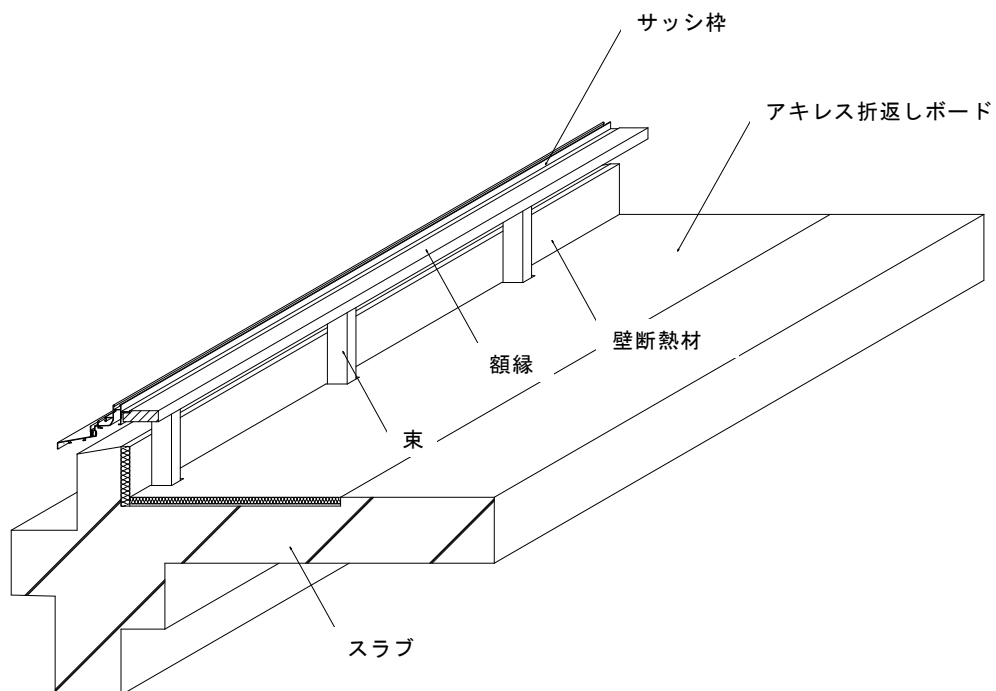 サッシ枠
アキレス折返しボード
壁断熱材
額縁
束
スラブ